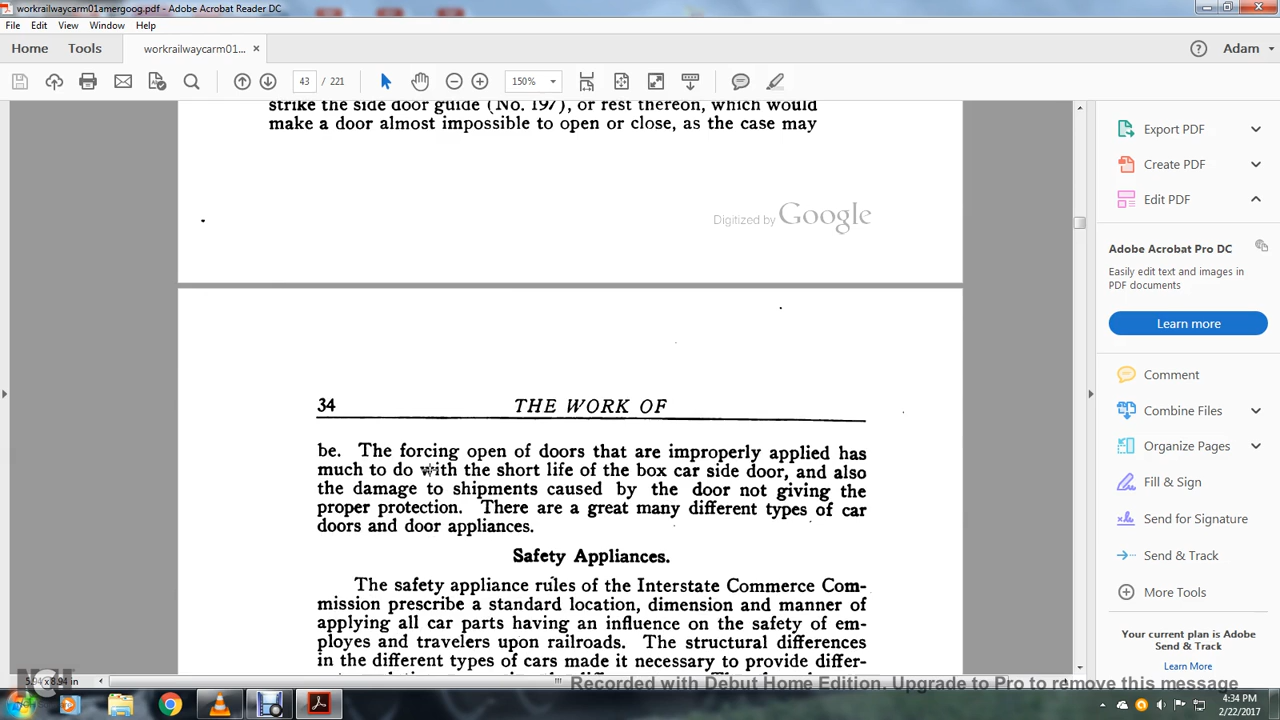 workrailwaycarm01amergoog.pdf - Adobe Acrobat Reader DC
File Edit View Window Help
Home Tools workrailwaycarm01... × Adam
43 / 221 150%
strike the side door guide (No. 197), or rest thereon, which would
make a door almost impossible to open or close, as the case may
Digitized by Google
34 THE WORK OF
be. The forcing open of doors that are improperly applied has
much to do with the short life of the box car side door, and also
the damage to shipments caused by the door not giving the
proper protection. There are a great many different types of car
doors and door appliances.
Safety Appliances.
The safety appliance rules of the Interstate Commerce Com-
mission prescribe a standard location, dimension and manner of
applying all car parts having an influence on the safety of em-
ployes and travelers upon railroads. The structural differences
in the different types of cars made it necessary to provide differ-
5.94 x 8.94 in
Export PDF
Create PDF
Edit PDF
Adobe Acrobat Pro DC
Easily edit text and images in
PDF documents
Learn more
Comment
Combine Files
Organize Pages
Fill & Sign
Send for Signature
Send & Track
More Tools
Your current plan is Adobe
Send & Track
Learn More
Recorded with Debut Home Edition. Upgrade to Pro to remove this message
4:34 PM
2/22/2017